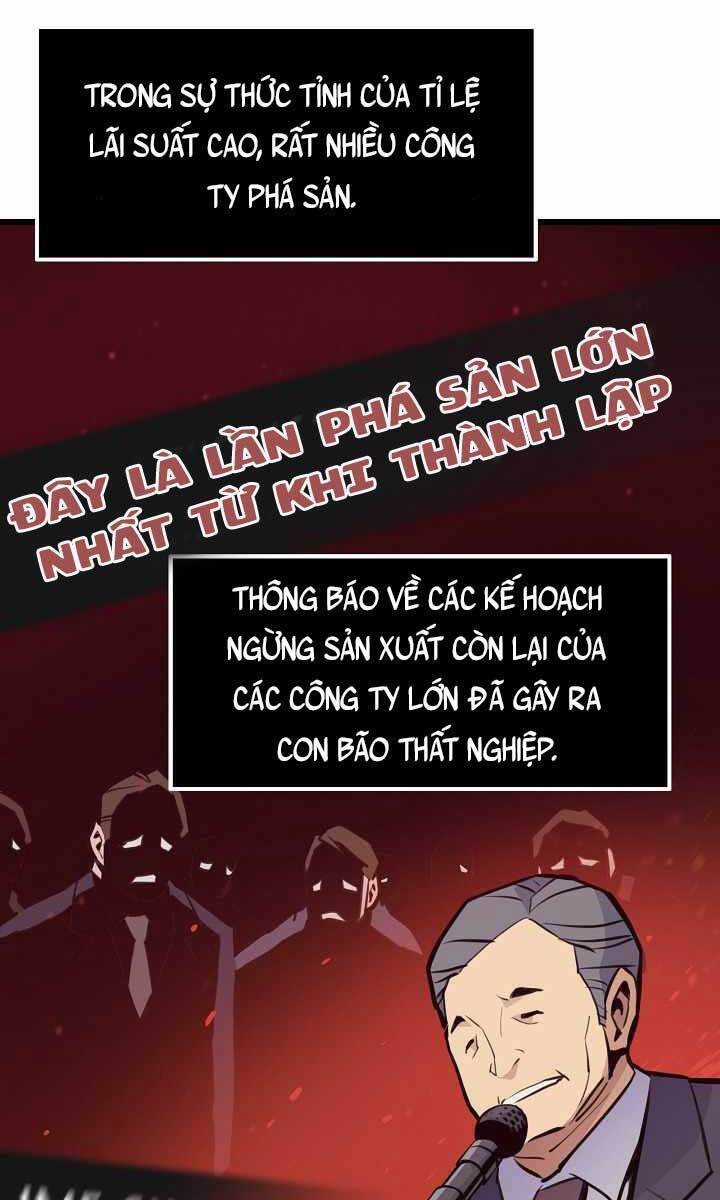 TRONG SỰ THỨC TỈNH CỦA TỈ LỆ
LÃI SUẤT CAO, RẤT NHIỀU CÔNG
TY PHÁ SẢN.
ĐÂY LÀ LẦN PHÁ SẢN LỚN
NHẤT TỪ KHI THÀNH LẬP
THÔNG BÁO VỀ CÁC KẾ HOẠCH
NGỪNG SẢN XUẤT CÒN LẠI CỦA
CÁC CÔNG TY LỚN ĐÃ GÂY RA
CON BÃO THẤT NGHIỆP.